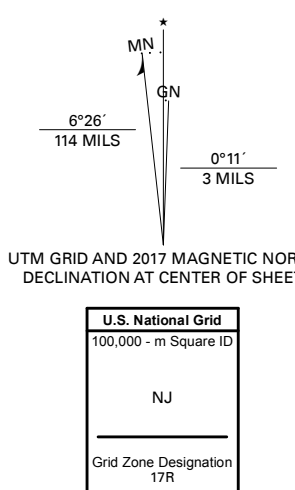 ★
MN
GN
6°26´
114 MILS
0°11´
3 MILS
UTM GRID AND 2017 MAGNETIC NOR
DECLINATION AT CENTER OF SHEET
U.S. National Grid
100,000 - m Square ID
NJ
Grid Zone Designation
17R